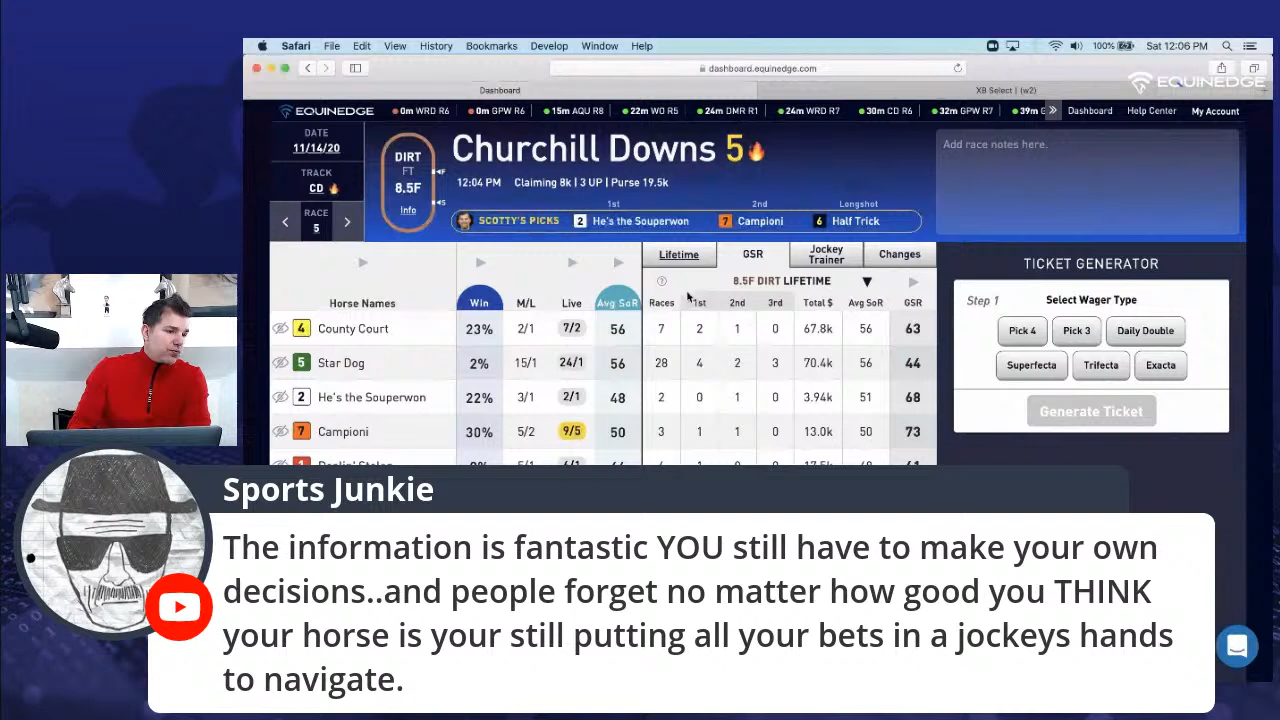 Safari File Edit View History Bookmarks Develop Window Help 100% Sat 12:06 PM
dashboard.equinedge.com
Dashboard XB Select | (w2)
EQUINEDGE
EQUINEDGE 0m WRD R6 0m GPW R6 15m AQU R8 22m WO R5 24m DMR R1 24m WRD R7 30m CD R6 32m GPW R7 39m Dashboard Help Center My Account
DATE
11/14/20
TRACK
CD
RACE
5
DIRT
FT
8.5F
Info
F
S
Churchill Downs 5
12:04 PM Claiming 8k | 3 UP | Purse 19.5k
1st 2nd Longshot
SCOTTY'S PICKS 2 He's the Souperwon 7 Campioni 6 Half Trick
Add race notes here.
Lifetime GSR Jockey Trainer Changes
8.5F DIRT LIFETIME
Horse Names Win M/L Live Avg SaR Races 1st 2nd 3rd Total $ Avg SoR GSR
4 County Court 23% 2/1 7/2 56 7 2 1 0 67.8k 56 63
5 Star Dog 2% 15/1 24/1 56 28 4 2 3 70.4k 56 44
2 He's the Souperwon 22% 3/1 2/1 48 2 0 1 0 3.94k 51 68
7 Campioni 30% 5/2 9/5 50 3 1 1 0 13.0k 50 73
TICKET GENERATOR
Step 1 Select Wager Type
Pick 4 Pick 3 Daily Double
Superfecta Trifecta Exacta
Generate Ticket
Sports Junkie
The information is fantastic YOU still have to make your own
decisions..and people forget no matter how good you THINK
your horse is your still putting all your bets in a jockeys hands
to navigate.